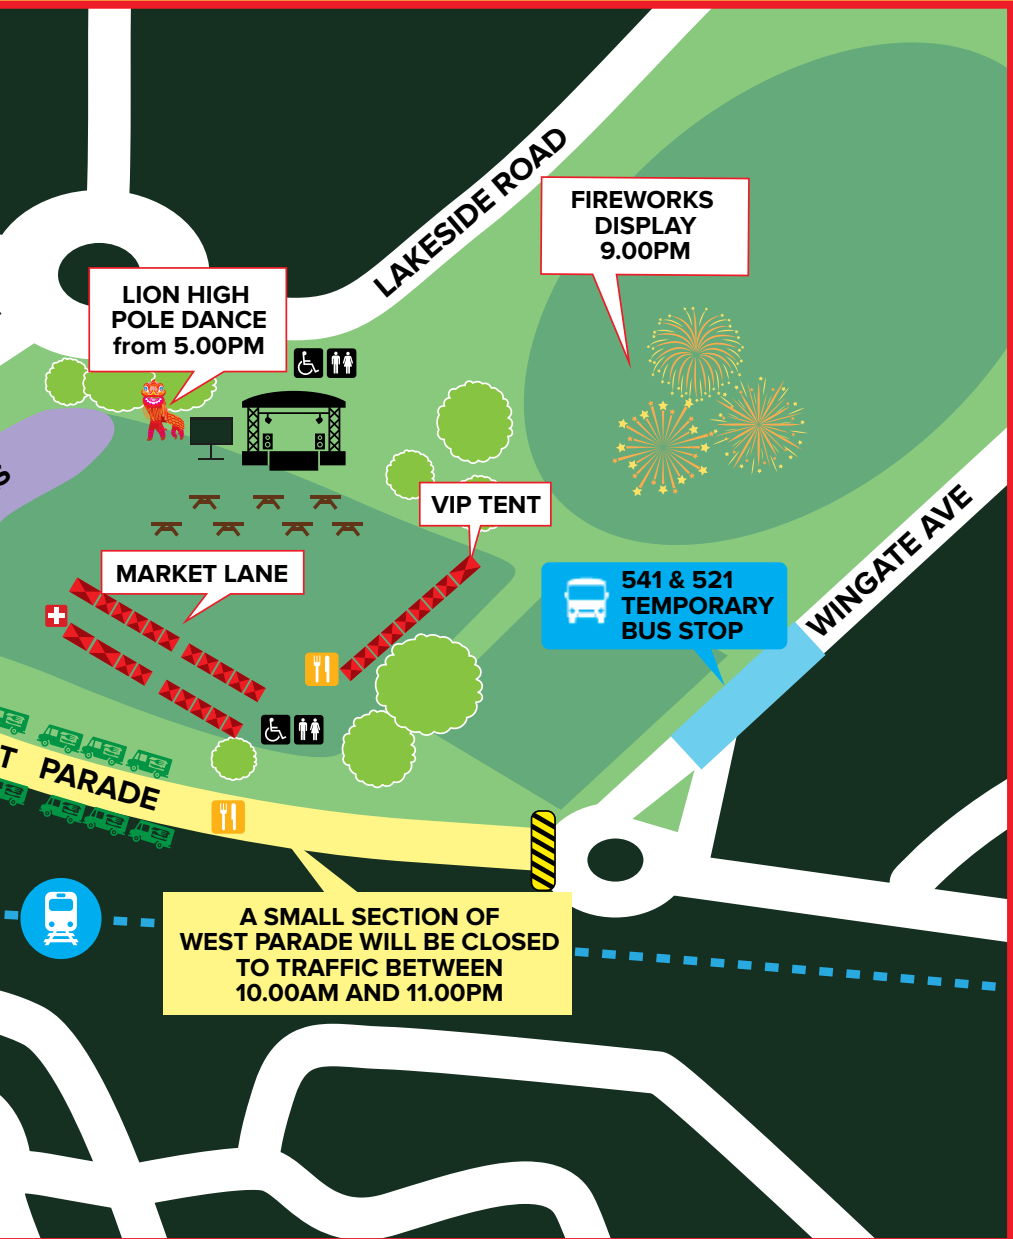 LAKESIDE ROAD
FIREWORKS
DISPLAY
9.00PM
LION HIGH
POLE DANCE
from 5.00PM
VIP TENT
MARKET LANE
541 & 521
TEMPORARY
BUS STOP
WINGATE AVE
T PARADE
A SMALL SECTION OF
WEST PARADE WILL BE CLOSED
TO TRAFFIC BETWEEN
10.00AM AND 11.00PM